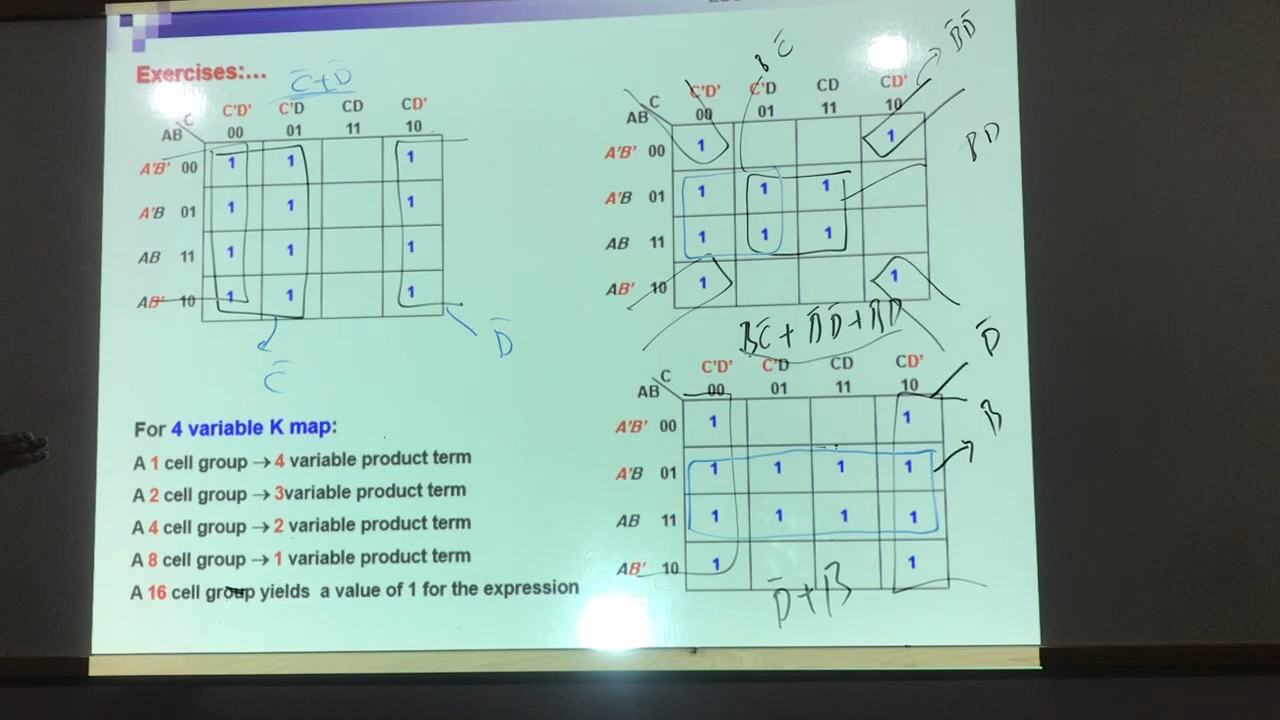 Exercises:...
C̅+D̅
C'D' C'D CD CD'
C
AB 00 01 11 10
A'B' 00 1 1 1
A'B 01 1 1 1
AB 11 1 1 1
AB' 10 1 1 1
C̅
D̅
For 4 variable K map:
A 1 cell group → 4 variable product term
A 2 cell group → 3variable product term
A 4 cell group → 2 variable product term
A 8 cell group → 1 variable product term
A 16 cell group yields a value of 1 for the expression
BC̅
B̅D̅
C'D' C'D CD CD'
C
AB 00 01 11 10
A'B' 00 1 1
BD
A'B 01 1 1 1
AB 11 1 1 1
AB' 10 1 1
BC̅ + B̅D̅ + BD
D̅
C'D' C'D CD CD'
C
AB 00 01 11 10
A'B' 00 1 1
B
A'B 01 1 1 1 1
AB 11 1 1 1 1
AB' 10 1 1
D̅+B